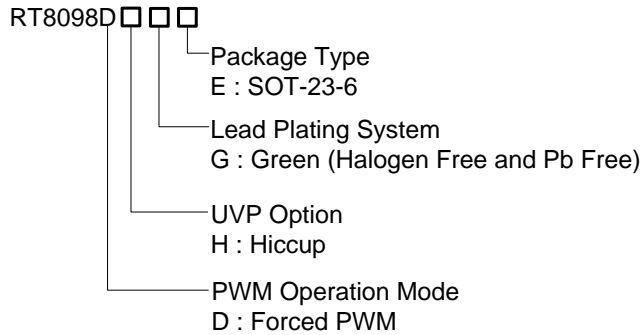 RT8098D□□□
Package Type
E : SOT-23-6
Lead Plating System
G : Green (Halogen Free and Pb Free)
UVP Option
H : Hiccup
PWM Operation Mode
D : Forced PWM